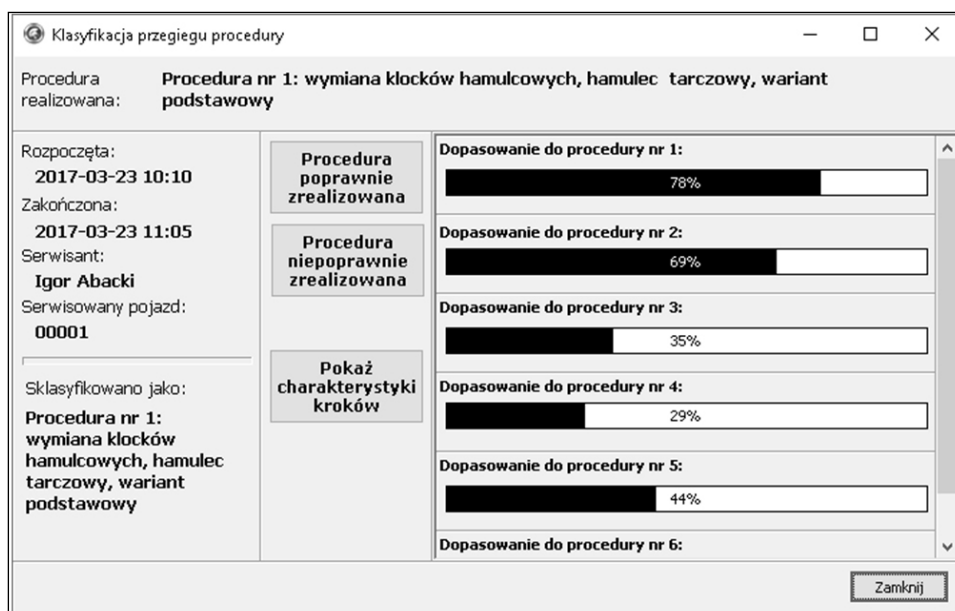 Klasyfikacja przegiegu procedury
Procedura
realizowana:
Procedura nr 1: wymiana klocków hamulcowych, hamulec tarczowy, wariant
podstawowy
Rozpoczęta:
2017-03-23 10:10
Zakończona:
2017-03-23 11:05
Serwisant:
Igor Abacki
Serwisowany pojazd:
00001
Sklasyfikowano jako:
Procedura nr 1:
wymiana klocków
hamulcowych, hamulec
tarczowy, wariant
podstawowy
Procedura
poprawnie
zrealizowana
Procedura
niepoprawnie
zrealizowana
Pokaż
charakterystyki
kroków
Dopasowanie do procedury nr 1:
78%
Dopasowanie do procedury nr 2:
69%
Dopasowanie do procedury nr 3:
35%
Dopasowanie do procedury nr 4:
29%
Dopasowanie do procedury nr 5:
44%
Dopasowanie do procedury nr 6:
Zamknij